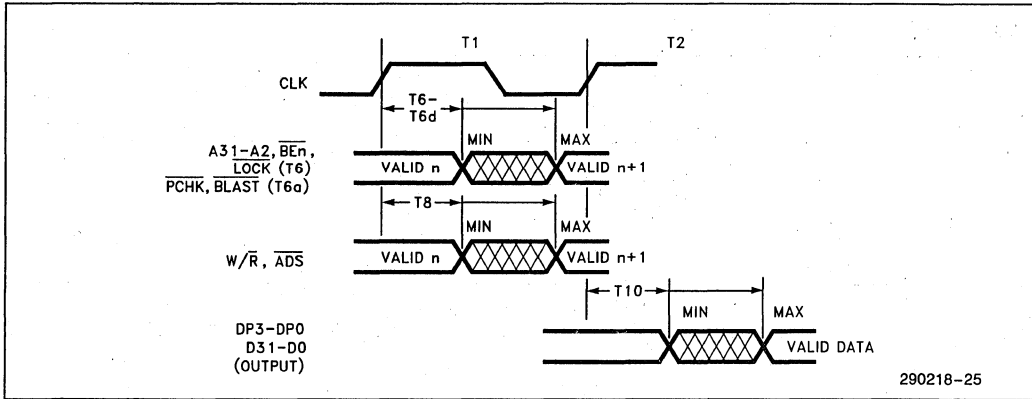 T1 T2
CLK
T6-
T6d
MIN MAX
A31-A2, BEn,
LOCK (T6)
PCHK, BLAST (T6a)
VALID n VALID n+1
T8
MIN MAX
W/R, ADS
VALID n VALID n+1
T10
MIN MAX
DP3-DP0
D31-D0
(OUTPUT)
VALID DATA
290218-25